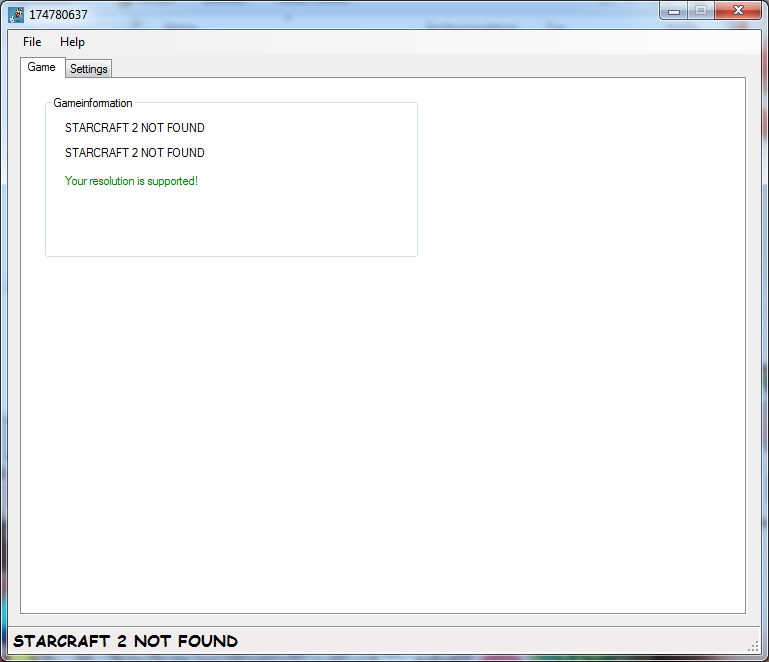 174780637
File Help
Game Settings
Gameinformation
STARCRAFT 2 NOT FOUND
STARCRAFT 2 NOT FOUND
Your resolution is supported!
STARCRAFT 2 NOT FOUND